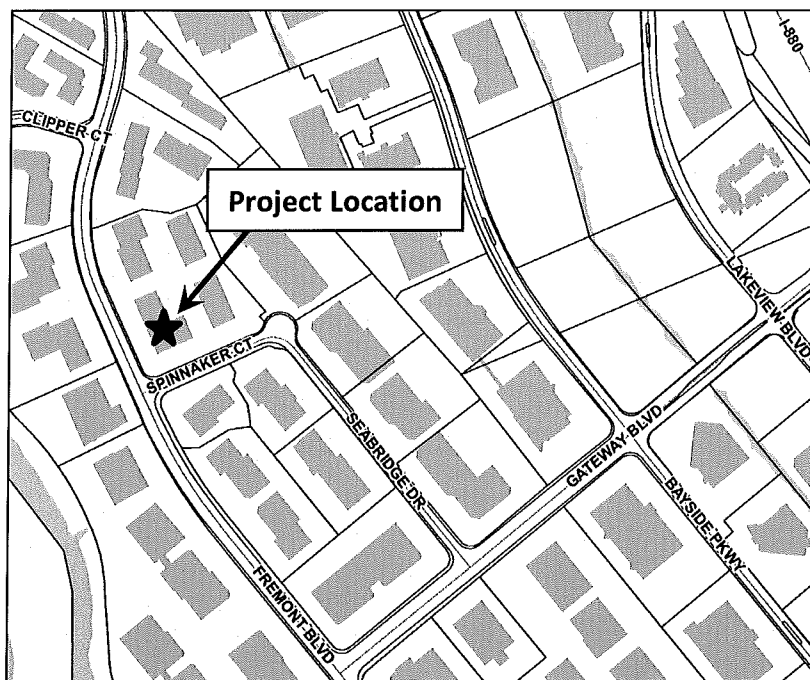 I-880
CLIPPER CT
Project Location
LAKEVIEW BLVD
SPINNAKER CT
SEABRIDGE DR
GATEWAY BLVD
BAYSIDE PKWY
FREMONT BLVD